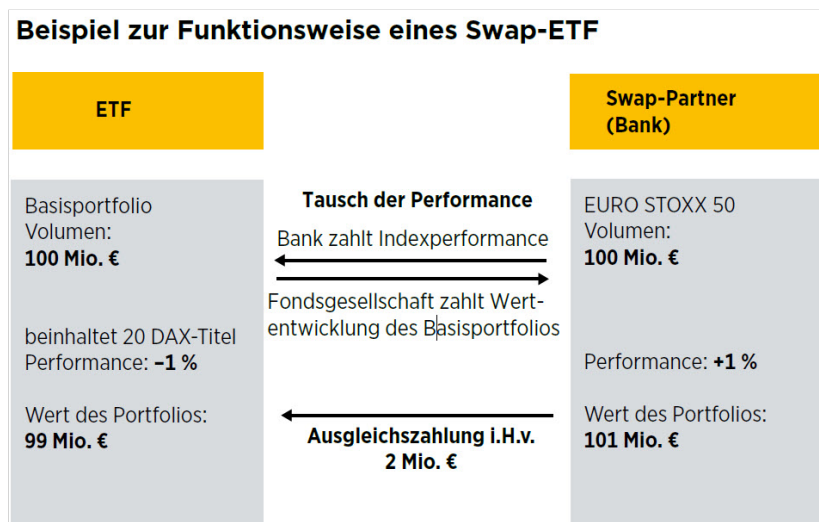 Beispiel zur Funktionsweise eines Swap-ETF
ETF
Swap-Partner
(Bank)
Basisportfolio
Volumen:
100 Mio. €
beinhaltet 20 DAX-Titel
Performance: –1 %
Wert des Portfolios:
99 Mio. €
Tausch der Performance
Bank zahlt Indexperformance
Fondsgesellschaft zahlt Wert-
entwicklung des Basisportfolios
Ausgleichszahlung i.H.v.
2 Mio. €
EURO STOXX 50
Volumen:
100 Mio. €
Performance: +1 %
Wert des Portfolios:
101 Mio. €